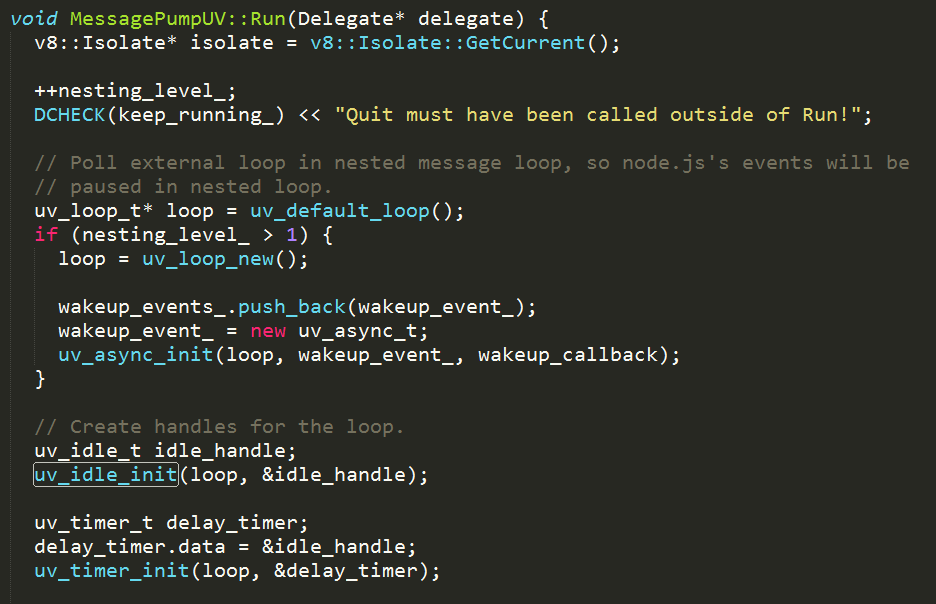 void MessagePumpUV::Run(Delegate* delegate) {
  v8::Isolate* isolate = v8::Isolate::GetCurrent();

  ++nesting_level_;
  DCHECK(keep_running_) << "Quit must have been called outside of Run!";

  // Poll external loop in nested message loop, so node.js's events will be
  // paused in nested loop.
  uv_loop_t* loop = uv_default_loop();
  if (nesting_level_ > 1) {
    loop = uv_loop_new();

    wakeup_events_.push_back(wakeup_event_);
    wakeup_event_ = new uv_async_t;
    uv_async_init(loop, wakeup_event_, wakeup_callback);
  }

  // Create handles for the loop.
  uv_idle_t idle_handle;
  uv_idle_init(loop, &idle_handle);

  uv_timer_t delay_timer;
  delay_timer.data = &idle_handle;
  uv_timer_init(loop, &delay_timer);